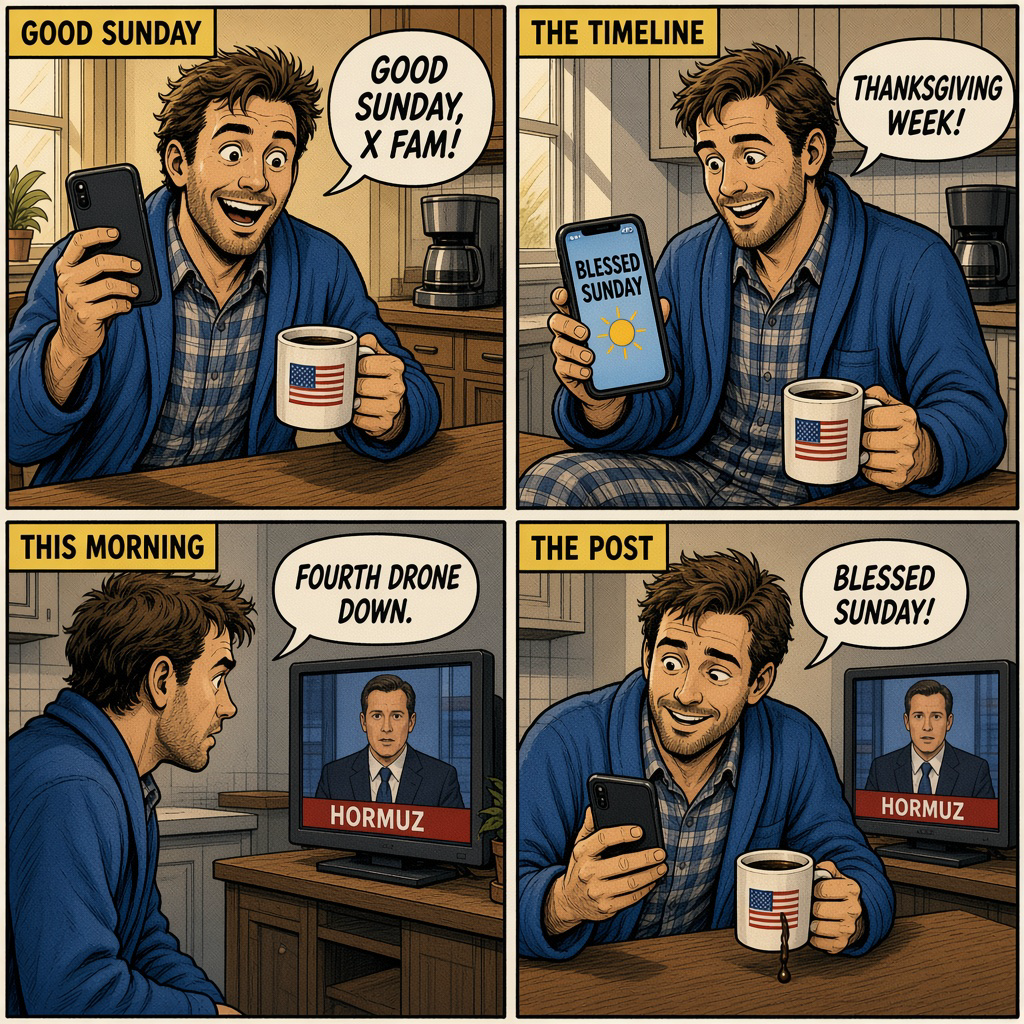 GOOD SUNDAY
GOOD
SUNDAY,
X FAM!
THE TIMELINE
THANKSGIVING
WEEK!
BLESSED
SUNDAY
THIS MORNING
FOURTH DRONE
DOWN.
HORMUZ
THE POST
BLESSED
SUNDAY!
HORMUZ